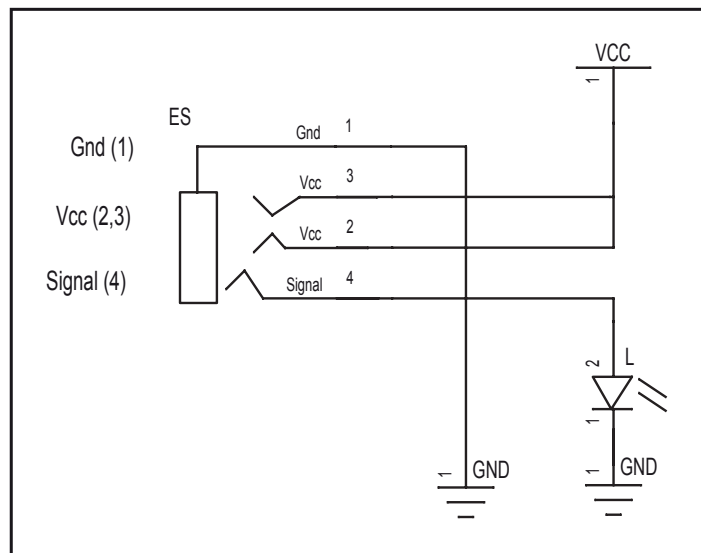 VCC
1
ES
Gnd (1)
Gnd 1
Vcc 3
Vcc (2,3)
Vcc 2
Signal (4)
Signal 4
2 L
1
1 GND
1 GND